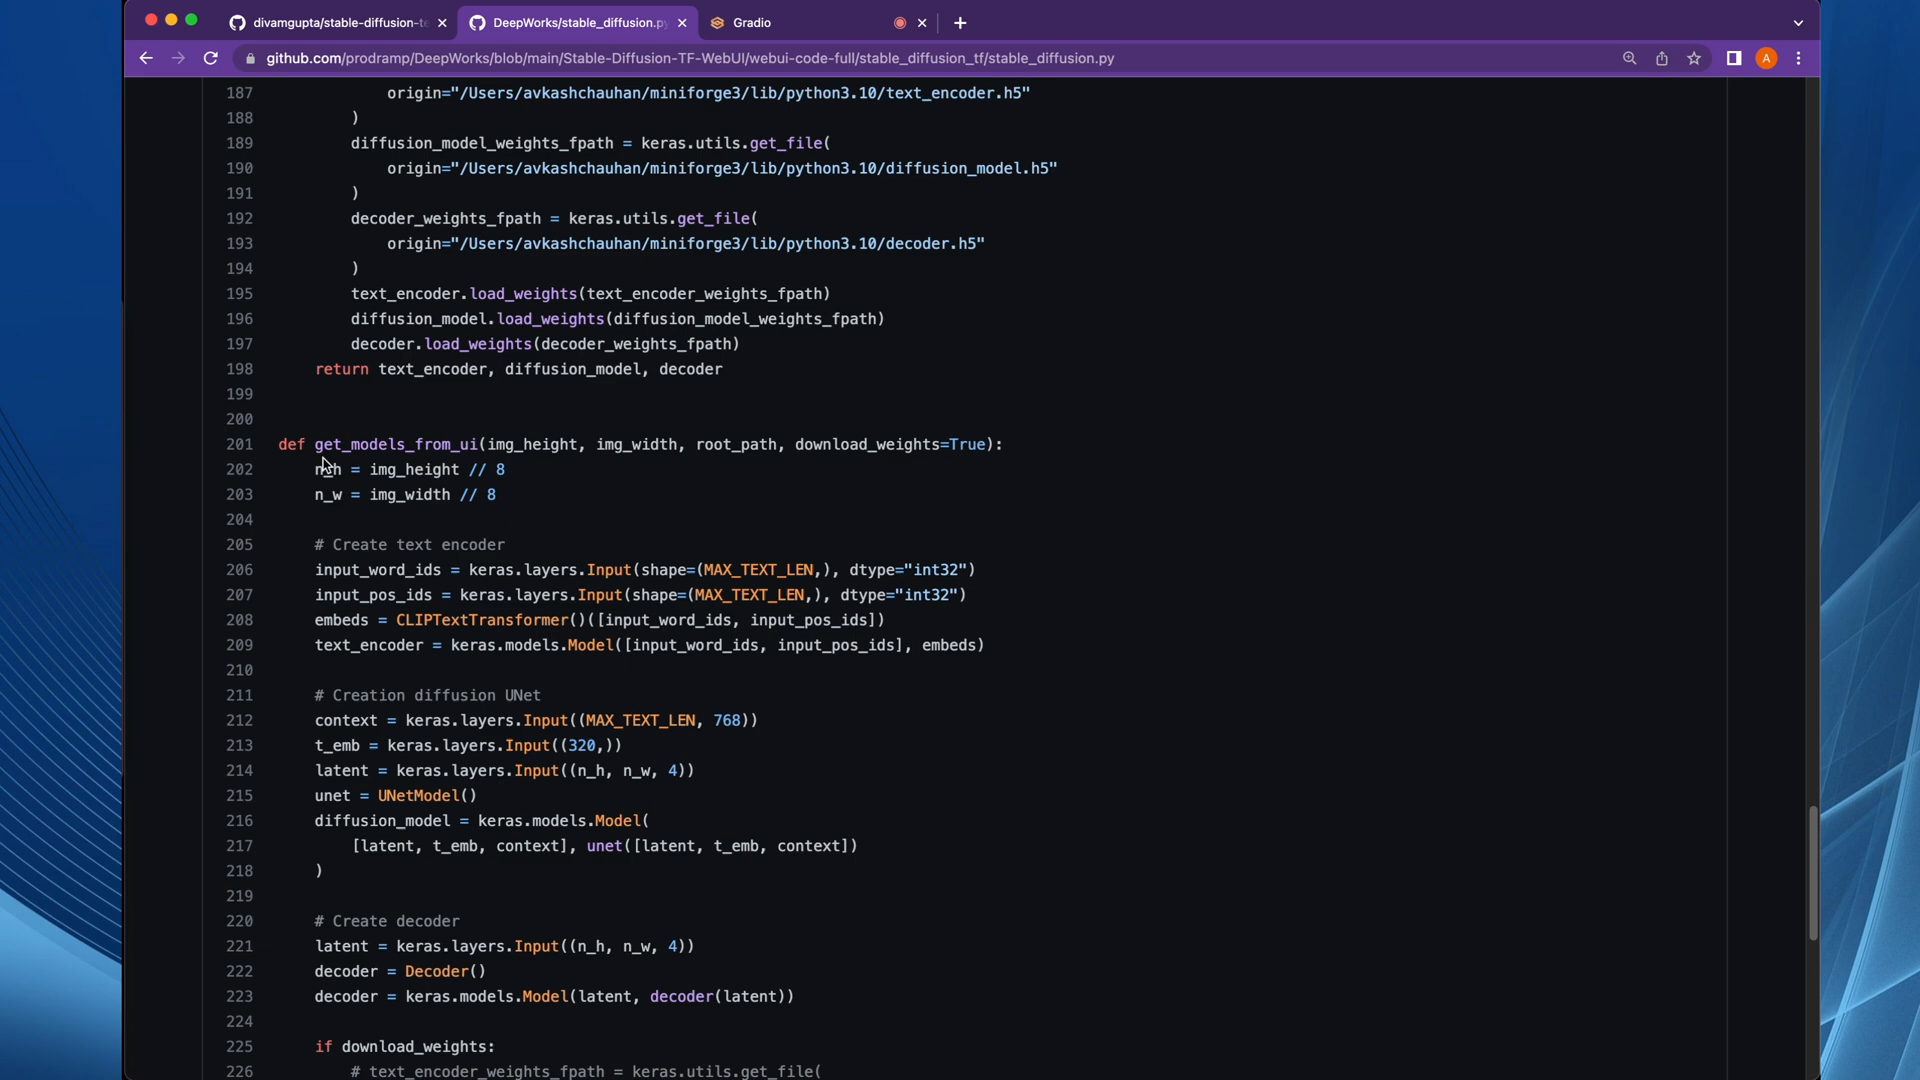 divamgupta/stable-diffusion-te
DeepWorks/stable_diffusion.py
Gradio
github.com/prodramp/DeepWorks/blob/main/Stable-Diffusion-TF-WebUI/webui-code-full/stable_diffusion_tf/stable_diffusion.py
A
187 origin="/Users/avkashchauhan/miniforge3/lib/python3.10/text_encoder.h5"
188 )
189 diffusion_model_weights_fpath = keras.utils.get_file(
190 origin="/Users/avkashchauhan/miniforge3/lib/python3.10/diffusion_model.h5"
191 )
192 decoder_weights_fpath = keras.utils.get_file(
193 origin="/Users/avkashchauhan/miniforge3/lib/python3.10/decoder.h5"
194 )
195 text_encoder.load_weights(text_encoder_weights_fpath)
196 diffusion_model.load_weights(diffusion_model_weights_fpath)
197 decoder.load_weights(decoder_weights_fpath)
198 return text_encoder, diffusion_model, decoder
199
200
201 def get_models_from_ui(img_height, img_width, root_path, download_weights=True):
202 n_h = img_height // 8
203 n_w = img_width // 8
204
205 # Create text encoder
206 input_word_ids = keras.layers.Input(shape=(MAX_TEXT_LEN,), dtype="int32")
207 input_pos_ids = keras.layers.Input(shape=(MAX_TEXT_LEN,), dtype="int32")
208 embeds = CLIPTextTransformer()([input_word_ids, input_pos_ids])
209 text_encoder = keras.models.Model([input_word_ids, input_pos_ids], embeds)
210
211 # Creation diffusion UNet
212 context = keras.layers.Input((MAX_TEXT_LEN, 768))
213 t_emb = keras.layers.Input((320,))
214 latent = keras.layers.Input((n_h, n_w, 4))
215 unet = UNetModel()
216 diffusion_model = keras.models.Model(
217 [latent, t_emb, context], unet([latent, t_emb, context])
218 )
219
220 # Create decoder
221 latent = keras.layers.Input((n_h, n_w, 4))
222 decoder = Decoder()
223 decoder = keras.models.Model(latent, decoder(latent))
224
225 if download_weights:
226 # text_encoder_weights_fpath = keras.utils.get_file(